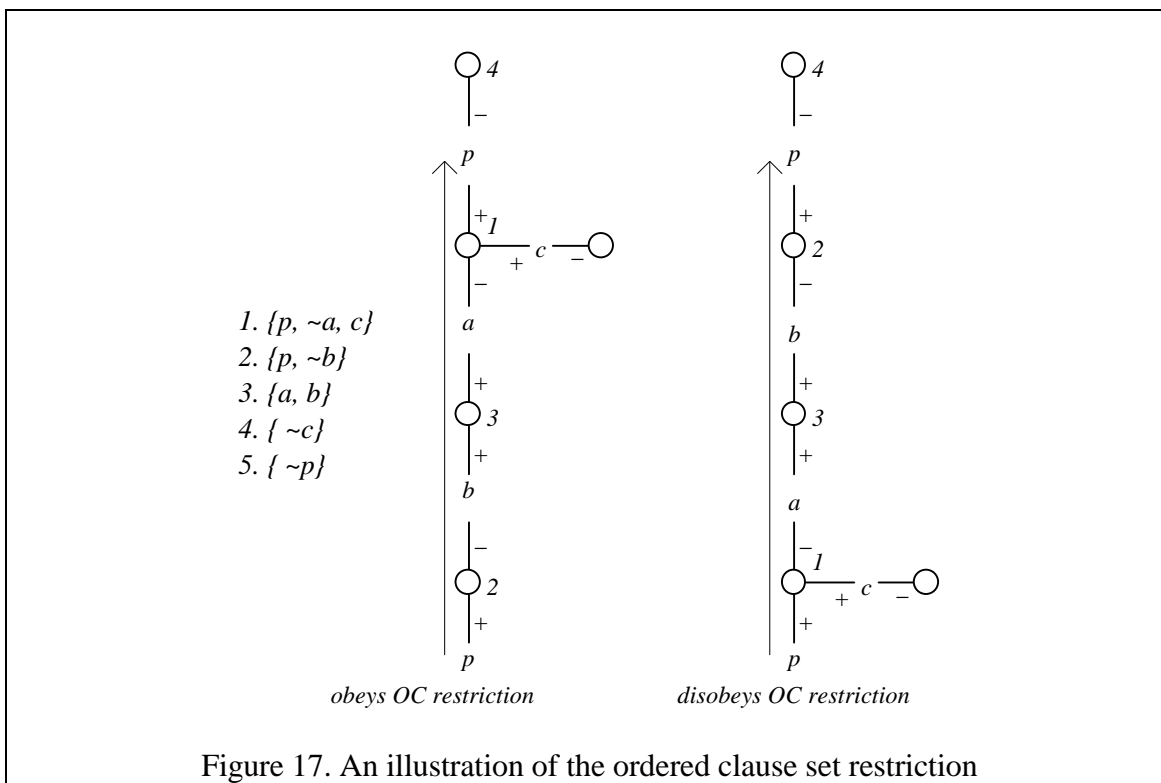 4
−
p
+
1
+
c
−
−
a
+
3
+
b
−
2
+
p
obeys OC restriction
4
−
p
+
2
−
b
+
3
+
a
−
1
+
c
−
+
p
disobeys OC restriction
1. {p, ~a, c}
2. {p, ~b}
3. {a, b}
4. { ~c}
5. { ~p}
Figure 17. An illustration of the ordered clause set restriction